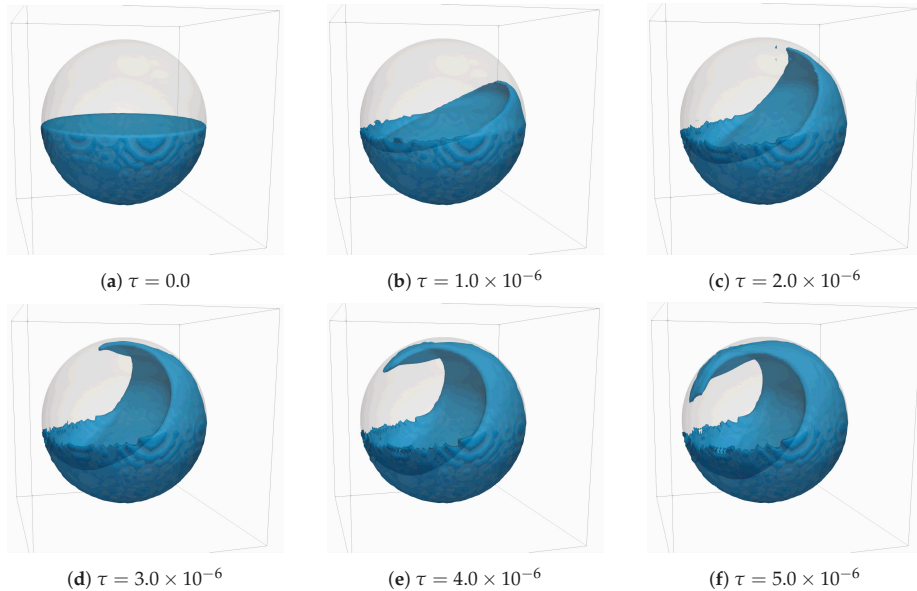 (a) τ = 0.0
(b) τ = 1.0 × 10⁻⁶
(c) τ = 2.0 × 10⁻⁶
(d) τ = 3.0 × 10⁻⁶
(e) τ = 4.0 × 10⁻⁶
(f) τ = 5.0 × 10⁻⁶